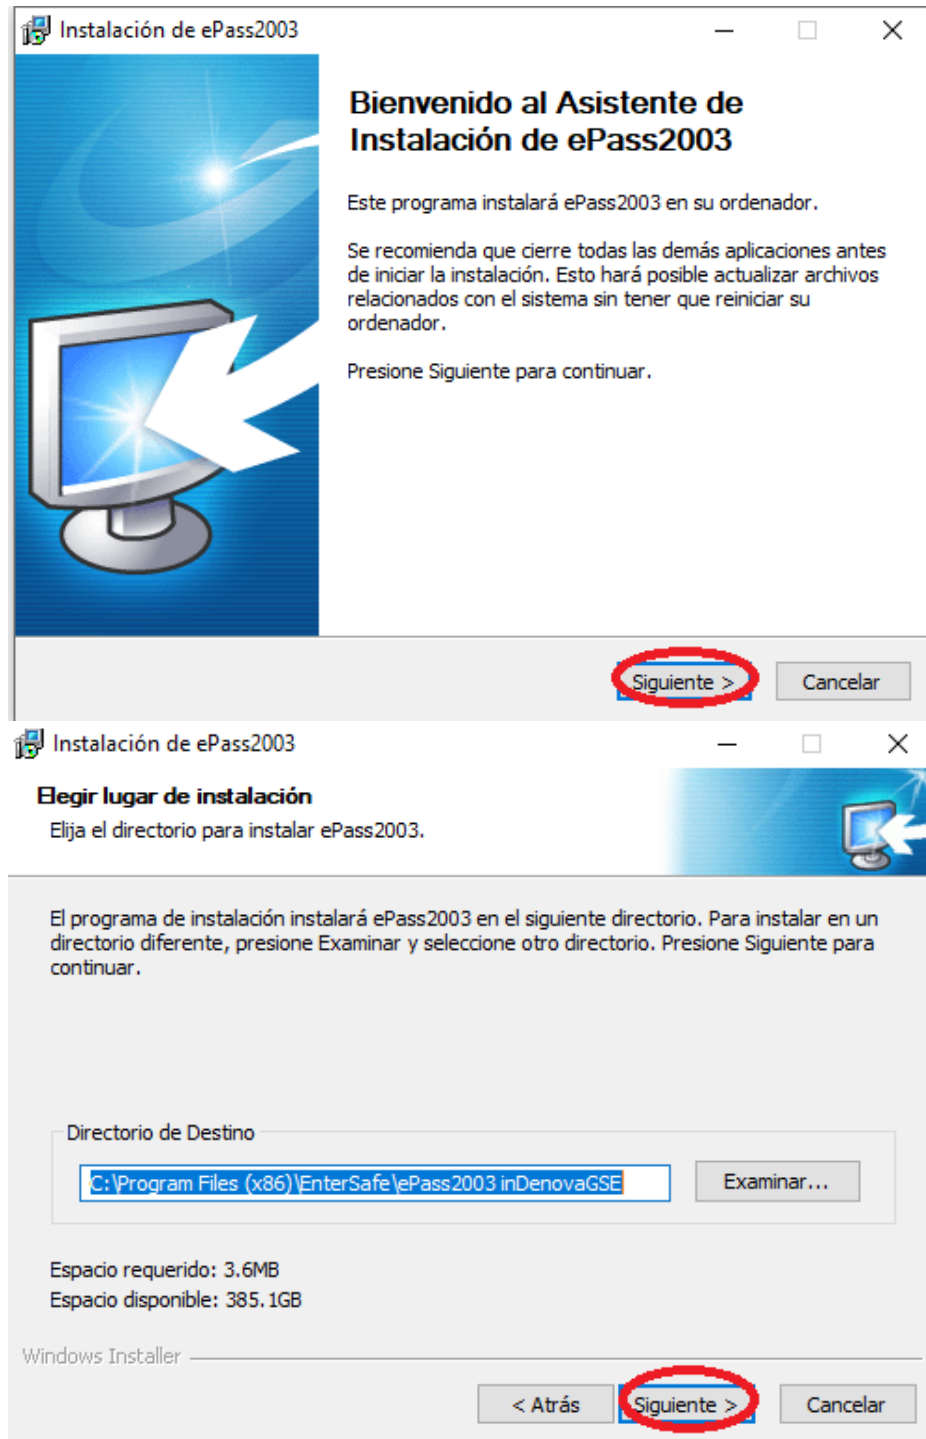 Instalación de ePass2003
Bienvenido al Asistente de
Instalación de ePass2003
Este programa instalará ePass2003 en su ordenador.
Se recomienda que cierre todas las demás aplicaciones antes
de iniciar la instalación. Esto hará posible actualizar archivos
relacionados con el sistema sin tener que reiniciar su
ordenador.
Presione Siguiente para continuar.
Siguiente > Cancelar
Instalación de ePass2003
Elegir lugar de instalación
Elija el directorio para instalar ePass2003.
El programa de instalación instalará ePass2003 en el siguiente directorio. Para instalar en un
directorio diferente, presione Examinar y seleccione otro directorio. Presione Siguiente para
continuar.
Directorio de Destino
C:\Program Files (x86)\EnterSafe\ePass2003 inDenovaGSE Examinar...
Espacio requerido: 3.6MB
Espacio disponible: 385.1GB
Windows Installer
< Atrás Siguiente > Cancelar